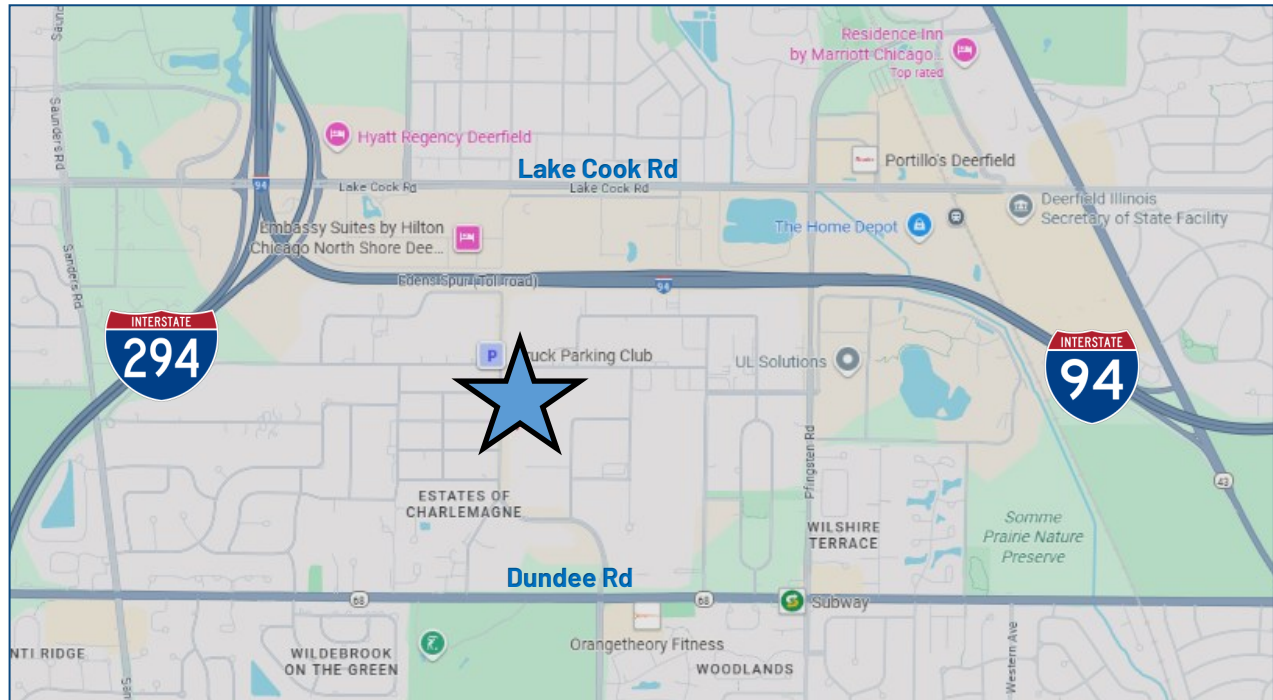 Saunders Rd
Residence Inn
by Marriott Chicago...
Top rated
Hyatt Regency Deerfield
Portillo's Deerfield
Lake Cook Rd
94
Lake Cook Rd
Lake Cook Rd
Deerfield Illinois
Secretary of State Facility
Embassy Suites by Hilton
Chicago North Shore Dee...
The Home Depot
Sanders Rd
Edens Spur (Toll road)
94
INTERSTATE
294
P
ruck Parking Club
UL Solutions
INTERSTATE
94
Pfingsten Rd
43
ESTATES OF
CHARLEMAGNE
WILSHIRE
TERRACE
Somme
Prairie Nature
Preserve
Dundee Rd
68
68
Subway
NTI RIDGE
WILDEBROOK
ON THE GREEN
Orangetheory Fitness
WOODLANDS
Western Ave